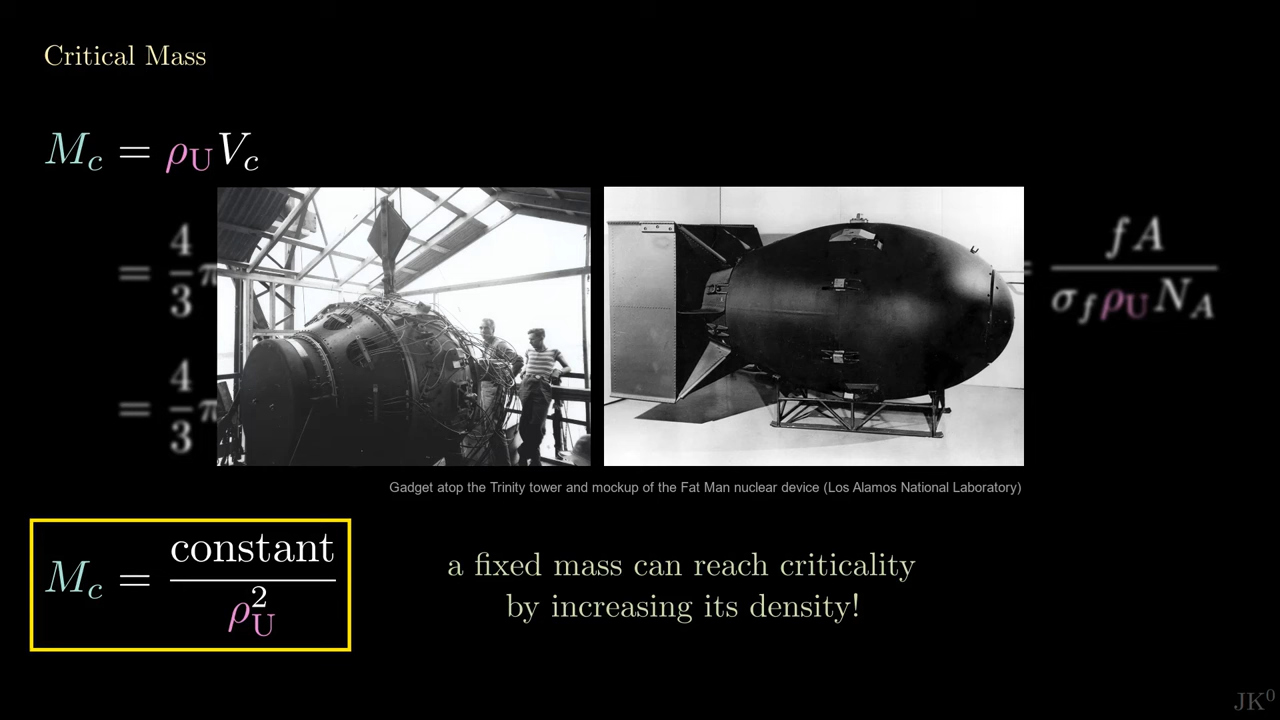 Critical Mass
M_c = ρ_U V_c
= 4/3 π
= fA / σ_f ρ_U N_A
= 4/3 π
Gadget atop the Trinity tower and mockup of the Fat Man nuclear device (Los Alamos National Laboratory)
M_c = constant / ρ_U^2
a fixed mass can reach criticality
by increasing its density!
JK⁰